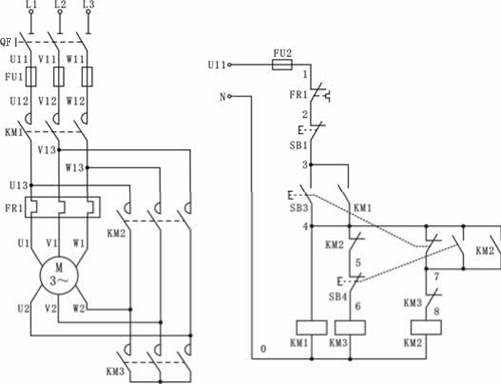 L1 L2 L3
QF
U11 V11 W11
FU1
U12 V12 W12
KM1
V13
W13
U13
FR1
KM2
U1 V1 W1
M
3~
U2 V2 W2
KM3
U11
FU2
1
N
FR1
2
E
SB1
3
E
SB3
KM1
4
KM2
KM2
5
E
7
SB4
KM3
6
8
0
KM1
KM3
KM2